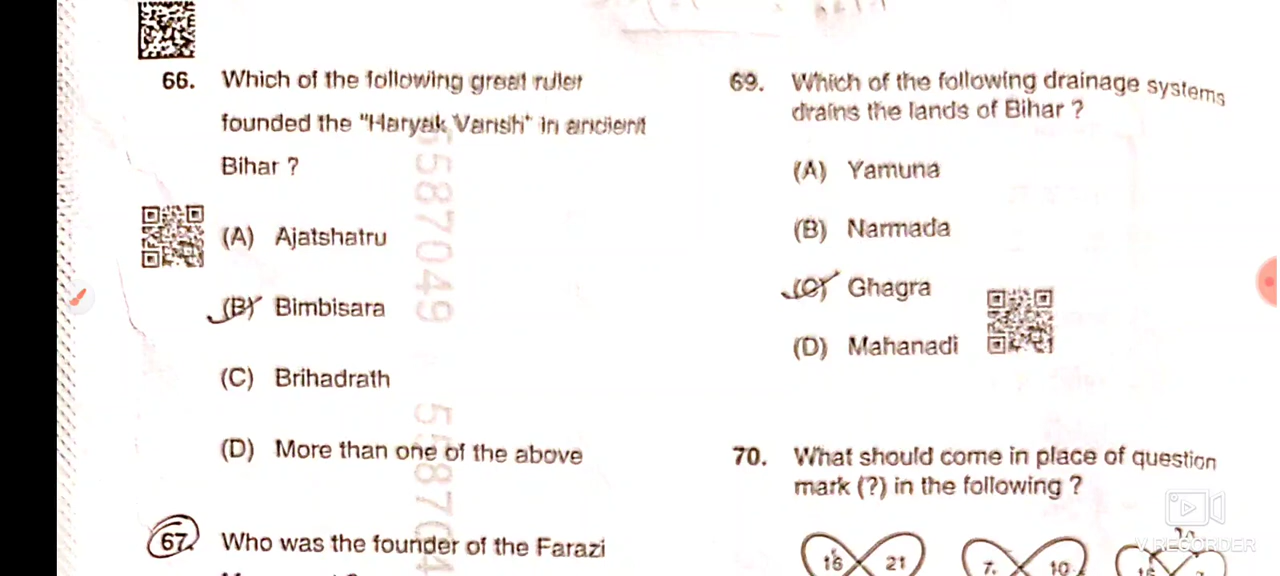 66. Which of the following great ruler
founded the "Haryak Vansh" in ancient
Bihar ?
(A) Ajatshatru
(B) Bimbisara
(C) Brihadrath
(D) More than one of the above
67. Who was the founder of the Farazi
5587049
558704
69. Which of the following drainage systems
drains the lands of Bihar ?
(A) Yamuna
(B) Narmada
(C) Ghagra
(D) Mahanadi
70. What should come in place of question
mark (?) in the following ?
16 21 7 10
V RECORDER